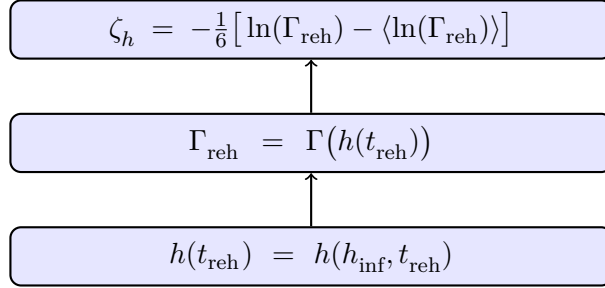 ζ_h = −1/6[ ln(Γ_reh) − ⟨ln(Γ_reh)⟩]
Γ_reh = Γ(h(t_reh))
h(t_reh) = h(h_inf, t_reh)